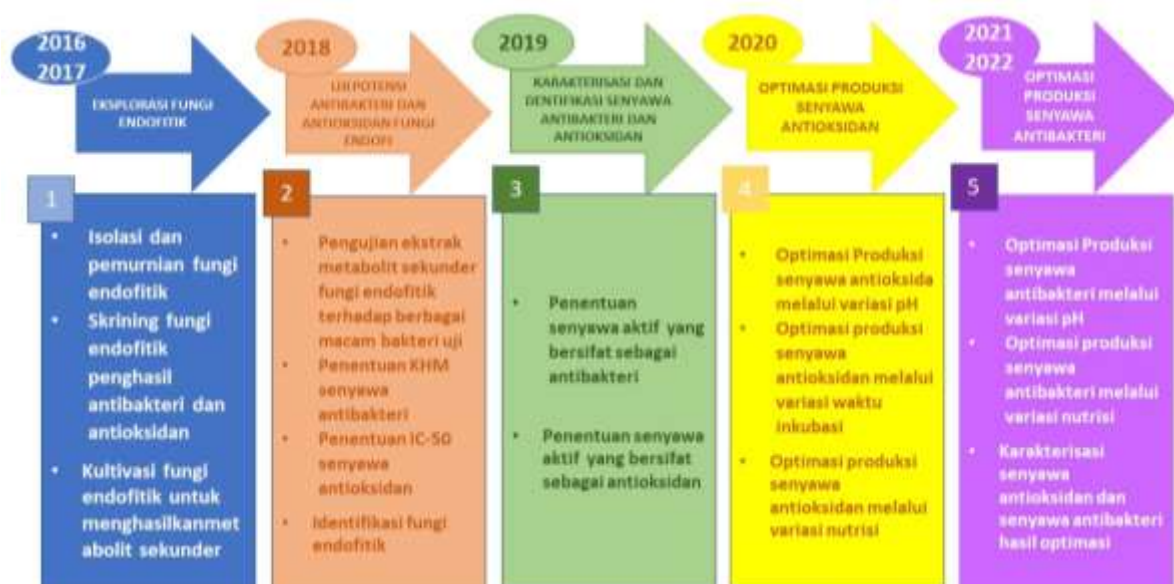 2016
2017
EKSPLORASI FUNGI
ENDOFITIK
2018
UJI POTENSI
ANTIBAKTERI DAN
ANTIOKSIDAN FUNGI
ENDOFI
2019
KARAKTERISASI DAN
IDENTIFIKASI SENYAWA
ANTIBAKTERI DAN
ANTIOKSIDAN
2020
OPTIMASI PRODUKSI
SENYAWA
ANTIOKSIDAN
2021
2022
OPTIMASI
PRODUKSI
SENYAWA
ANTIBAKTERI
1
• Isolasi dan
pemurnian fungi
endofitik
• Skrining fungi
endofitik
penghasil
antibakteri dan
antioksidan
• Kultivasi fungi
endofitik untuk
menghasilkanmet
abolit sekunder
2
• Pengujian ekstrak
metabolit sekunder
fungi endofitik
terhadap berbagai
macam bakteri uji
• Penentuan KHM
senyawa
antibakteri
• Penentuan IC-50
senyawa
antioksidan
• Identifikasi fungi
endofitik
3
• Penentuan
senyawa aktif yang
bersifat sebagai
antibakteri
• Penentuan senyawa
aktif yang bersifat
sebagai antioksidan
4
• Optimasi Produksi
senyawa antioksida
melalui variasi pH
• Optimasi produksi
senyawa
antioksidan melalui
variasi waktu
inkubasi
• Optimasi produksi
senyawa
antioksidan melalui
variasi nutrisi
5
• Optimasi Produksi
senyawa
antibakteri melalui
variasi pH
• Optimasi produksi
senyawa
antibakteri melalui
variasi nutrisi
• Karakterisasi
senyawa
antioksidan dan
senyawa antibakteri
hasil optimasi